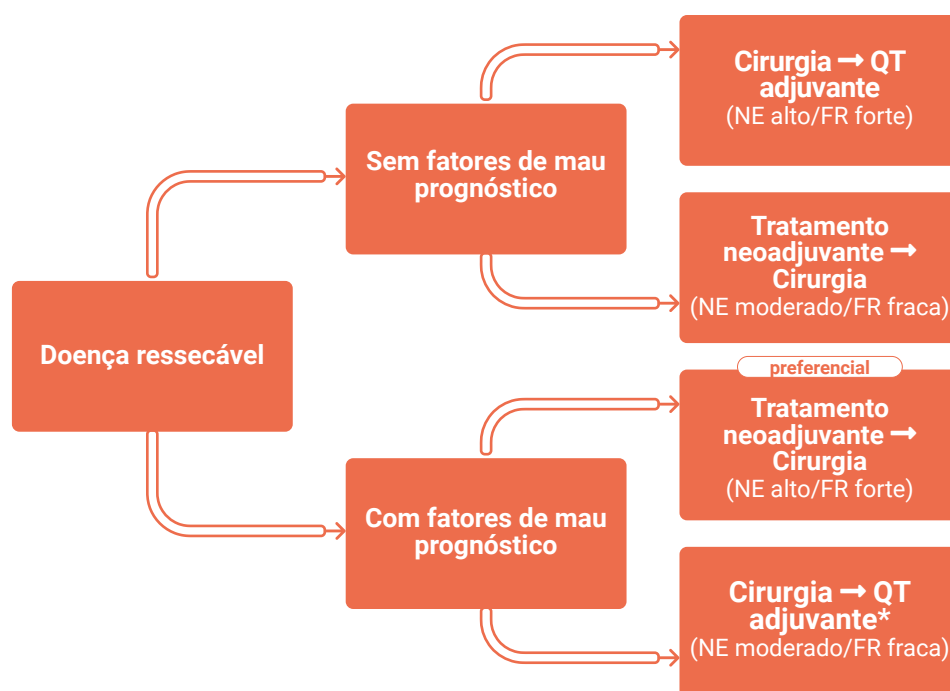 Cirurgia → QT
adjuvante
(NE alto/FR forte)
Sem fatores de mau
prognóstico
Tratamento
neoadjuvante →
Cirurgia
(NE moderado/FR fraca)
Doença ressecável
preferencial
Tratamento
neoadjuvante →
Cirurgia
(NE alto/FR forte)
Com fatores de mau
prognóstico
Cirurgia → QT
adjuvante*
(NE moderado/FR fraca)